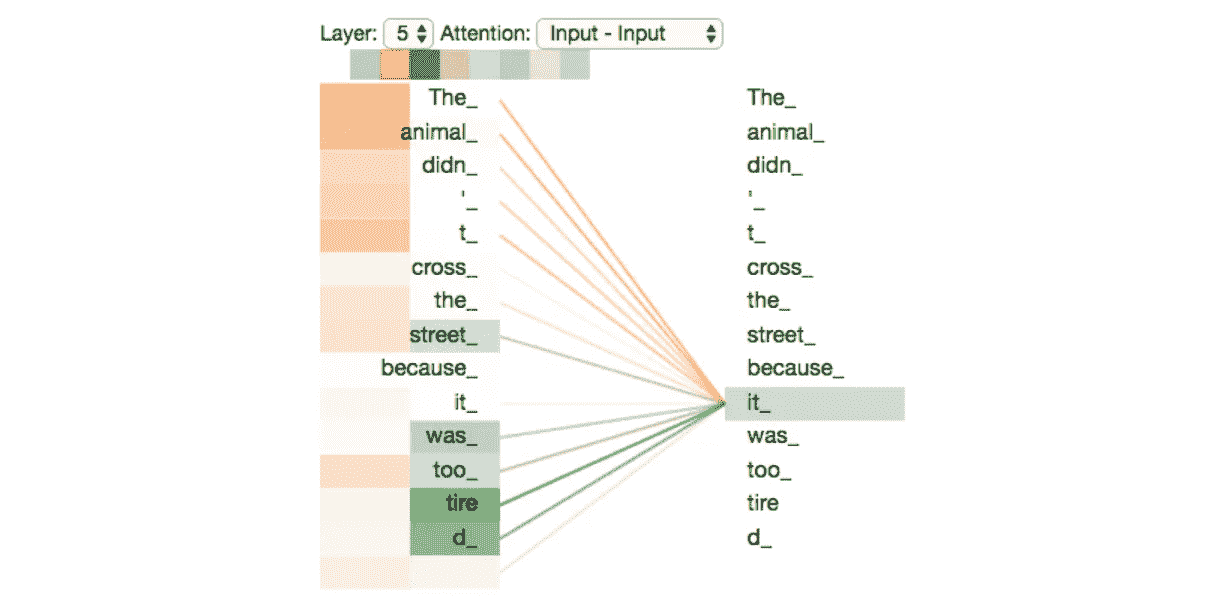 Layer: 5 Attention: Input - Input
The_ The_
animal_ animal_
didn_ didn_
'_ '_
t_ t_
cross_ cross_
the_ the_
street_ street_
because_ because_
it_ it_
was_ was_
too_ too_
tire tire
d_ d_